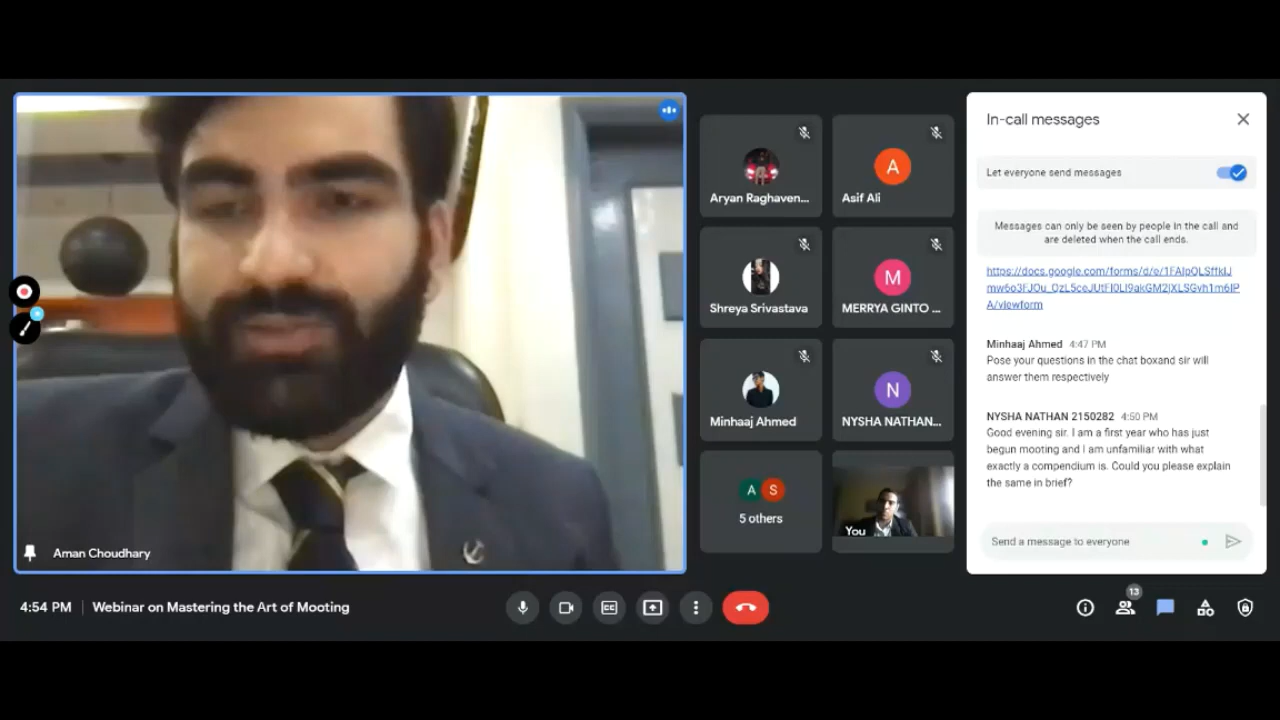 In-call messages
Let everyone send messages
Messages can only be seen by people in the call and
are deleted when the call ends.
Minhaaj Ahmed 4:47 PM
Pose your questions in the chat boxand sir will
answer them respectively
NYSHA NATHAN 2150282 4:50 PM
Good evening sir. I am a first year who has just
begun mooting and I am unfamiliar with what
exactly a compendium is. Could you please explain
the same in brief?
Send a message to everyone
Aryan Raghaven...
A
Asif Ali
Shreya Srivastava
M
MERRYA GINTO ...
Minhaaj Ahmed
N
NYSHA NATHAN...
A S
5 others
You
Aman Choudhary
4:54 PM Webinar on Mastering the Art of Mooting
CC
13